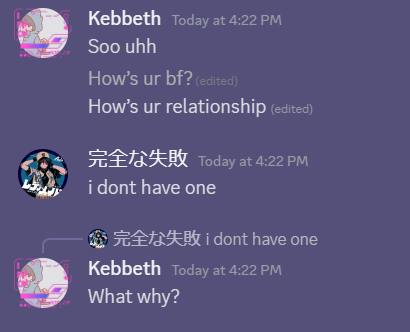 Kebbeth Today at 4:22 PM
Soo uhh
How's ur bf? (edited)
How's ur relationship (edited)
完全な失敗 Today at 4:22 PM
i dont have one
完全な失敗 i dont have one
Kebbeth Today at 4:22 PM
What why?